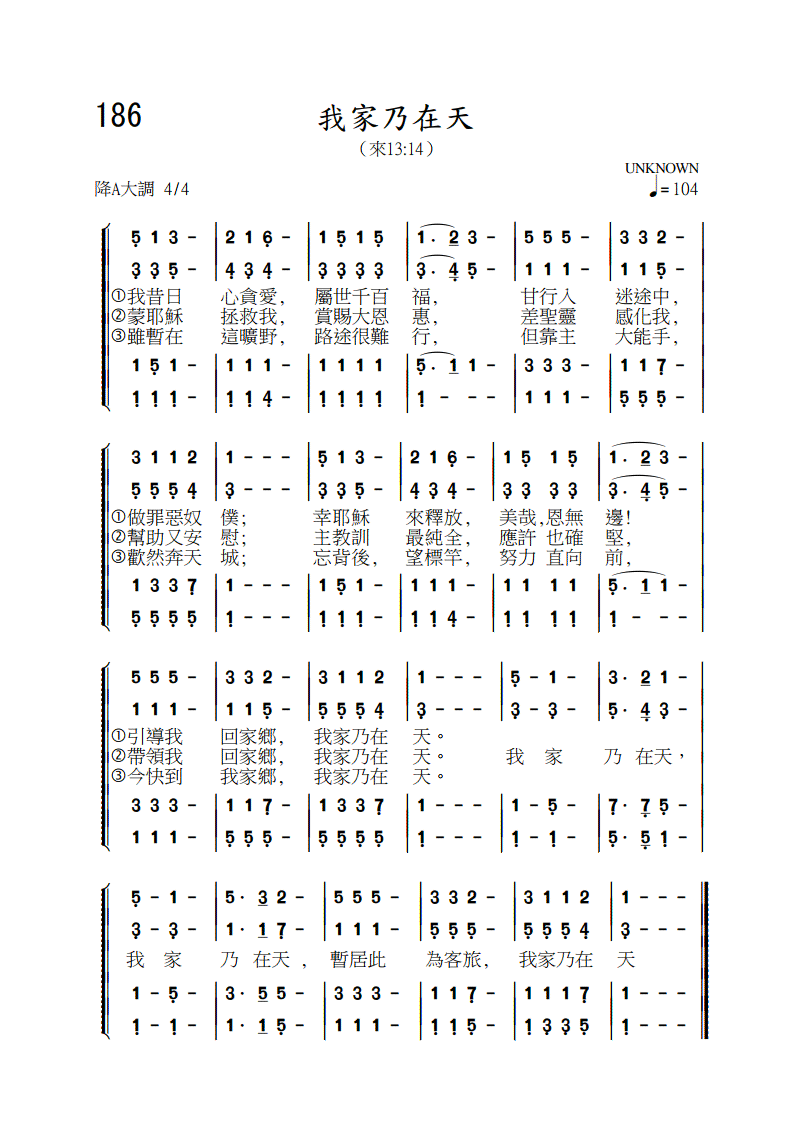 186
我家乃在天
（來13:14）
UNKNOWN
降A大調 4/4
♩= 104
5̣ 1 3 - | 2 1 6̣ - | 1 5̣ 1 5̣ | 1 · 2 3 - | 5 5 5 - | 3 3 2 -
3̣ 3̣ 5̣ - | 4̣ 3̣ 4̣ - | 3̣ 3̣ 3̣ 3̣ | 3̣ · 4̣ 5̣ - | 1 1 1 - | 1 1 5̣ -
①我昔日 心貪愛， 屬世千百 福， 甘行入 迷途中，
②蒙耶穌 拯救我， 賞賜大恩 惠， 差聖靈 感化我，
③雖暫在 這曠野， 路途很難 行， 但靠主 大能手，
1 5̣ 1 - | 1 1 1 - | 1 1 1 1 | 5̣ · 1 1 - | 3 3 3 - | 1 1 7̣ -
1̣ 1̣ 1̣ - | 1̣ 1̣ 4̣ - | 1̣ 1̣ 1̣ 1̣ | 1̣ - - - | 1 1 1 - | 5̣ 5̣ 5̣ -
3 1 1 2 | 1 - - - | 5̣ 1 3 - | 2 1 6̣ - | 1 5̣ 1 5̣ | 1 · 2 3 -
5̣ 5̣ 5̣ 4̣ | 3̣ - - - | 3̣ 3̣ 5̣ - | 4̣ 3̣ 4̣ - | 3̣ 3̣ 3̣ 3̣ | 3̣ · 4̣ 5̣ -
①做罪惡奴 僕； 幸耶穌 來釋放， 美哉,恩無 邊!
②幫助又安 慰； 主教訓 最純全， 應許 也確 堅，
③歡然奔天 城； 忘背後， 望標竿， 努力 直向 前，
1 3 3 7̣ | 1 - - - | 1 5̣ 1 - | 1 1 1 - | 1 1 1 1 | 5̣ · 1 1 -
5̣ 5̣ 5̣ 5̣ | 1̣ - - - | 1̣ 1̣ 1̣ - | 1̣ 1̣ 4̣ - | 1̣ 1̣ 1̣ 1̣ | 1̣ - - -
5 5 5 - | 3 3 2 - | 3 1 1 2 | 1 - - - | 5̣ - 1 - | 3 · 2 1 -
1 1 1 - | 1 1 5̣ - | 5̣ 5̣ 5̣ 4̣ | 3̣ - - - | 3̣ - 3̣ - | 5̣ · 4̣ 3̣ -
①引導我 回家鄉， 我家乃在 天。
②帶領我 回家鄉， 我家乃在 天。 我 家 乃 在天，
③今快到 我家鄉， 我家乃在 天。
3 3 3 - | 1 1 7̣ - | 1 3 3 7̣ | 1 - - - | 1 - 5̣ - | 7̣ · 7̣ 5̣ -
1 1 1 - | 5̣ 5̣ 5̣ - | 5̣ 5̣ 5̣ 5̣ | 1̣ - - - | 1̣ - 1̣ - | 5̣ · 5̣ 1̣ -
5̣ - 1 - | 5 · 3 2 - | 5 5 5 - | 3 3 2 - | 3 1 1 2 | 1 - - -
3̣ - 3̣ - | 1 · 1 7̣ - | 1 1 1 - | 5̣ 5̣ 5̣ - | 5̣ 5̣ 5̣ 4̣ | 3̣ - - -
我 家 乃 在天， 暫居此 為客旅， 我家乃在 天
1 - 5̣ - | 3 · 5 5 - | 3 3 3 - | 1 1 7̣ - | 1 1 1 7̣ | 1 - - -
1̣ - 1̣ - | 1 · 1 5̣ - | 1 1 1 - | 1̣ 5̣ 5̣ - | 1̣ 3̣ 3̣ 5̣ | 1̣ - - -